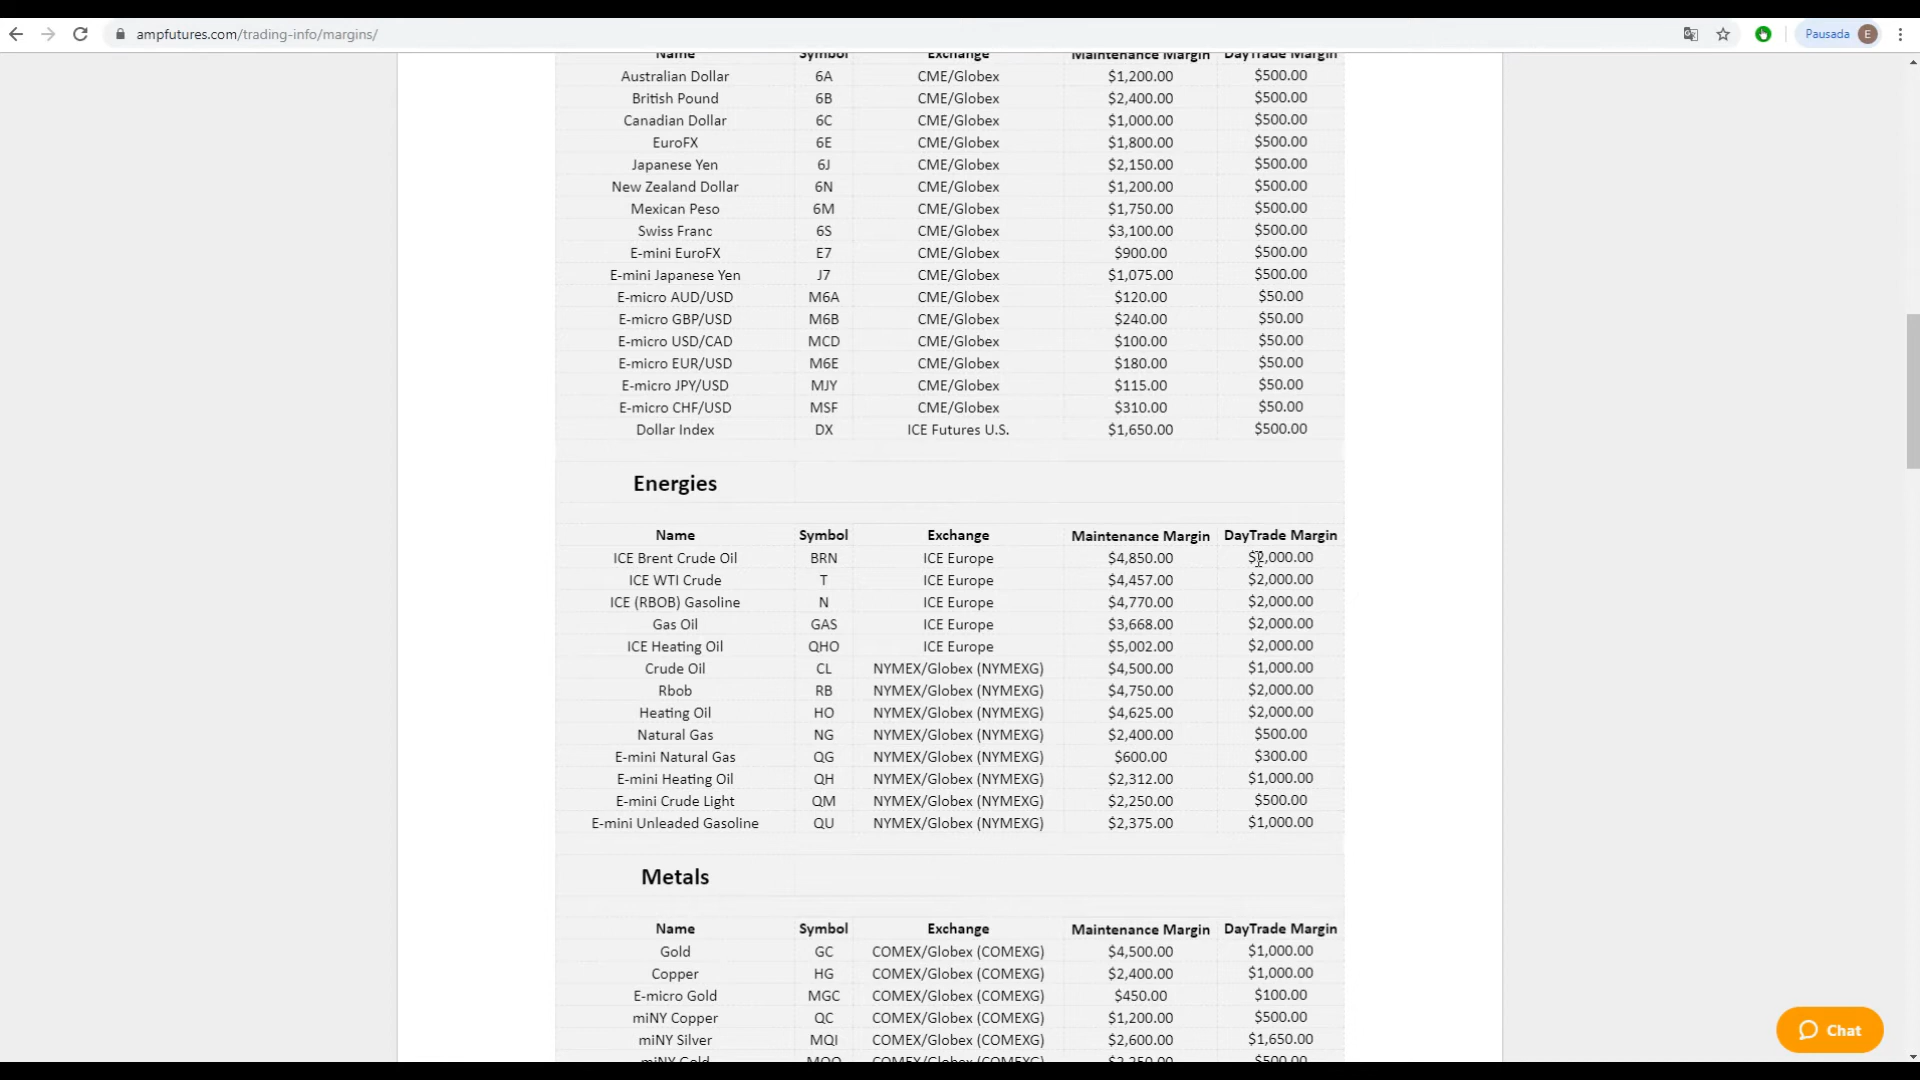 ampfutures.com/trading-info/margins/
Pausada E
Name Symbol Exchange Maintenance Margin DayTrade Margin
Australian Dollar 6A CME/Globex $1,200.00 $500.00
British Pound 6B CME/Globex $2,400.00 $500.00
Canadian Dollar 6C CME/Globex $1,000.00 $500.00
EuroFX 6E CME/Globex $1,800.00 $500.00
Japanese Yen 6J CME/Globex $2,150.00 $500.00
New Zealand Dollar 6N CME/Globex $1,200.00 $500.00
Mexican Peso 6M CME/Globex $1,750.00 $500.00
Swiss Franc 6S CME/Globex $3,100.00 $500.00
E-mini EuroFX E7 CME/Globex $900.00 $500.00
E-mini Japanese Yen J7 CME/Globex $1,075.00 $500.00
E-micro AUD/USD M6A CME/Globex $120.00 $50.00
E-micro GBP/USD M6B CME/Globex $240.00 $50.00
E-micro USD/CAD MCD CME/Globex $100.00 $50.00
E-micro EUR/USD M6E CME/Globex $180.00 $50.00
E-micro JPY/USD MJY CME/Globex $115.00 $50.00
E-micro CHF/USD MSF CME/Globex $310.00 $50.00
Dollar Index DX ICE Futures U.S. $1,650.00 $500.00
Energies
Name Symbol Exchange Maintenance Margin DayTrade Margin
ICE Brent Crude Oil BRN ICE Europe $4,850.00 $2,000.00
ICE WTI Crude T ICE Europe $4,457.00 $2,000.00
ICE (RBOB) Gasoline N ICE Europe $4,770.00 $2,000.00
Gas Oil GAS ICE Europe $3,668.00 $2,000.00
ICE Heating Oil QHO ICE Europe $5,002.00 $2,000.00
Crude Oil CL NYMEX/Globex (NYMEXG) $4,500.00 $1,000.00
Rbob RB NYMEX/Globex (NYMEXG) $4,750.00 $2,000.00
Heating Oil HO NYMEX/Globex (NYMEXG) $4,625.00 $2,000.00
Natural Gas NG NYMEX/Globex (NYMEXG) $2,400.00 $500.00
E-mini Natural Gas QG NYMEX/Globex (NYMEXG) $600.00 $300.00
E-mini Heating Oil QH NYMEX/Globex (NYMEXG) $2,312.00 $1,000.00
E-mini Crude Light QM NYMEX/Globex (NYMEXG) $2,250.00 $500.00
E-mini Unleaded Gasoline QU NYMEX/Globex (NYMEXG) $2,375.00 $1,000.00
Metals
Name Symbol Exchange Maintenance Margin DayTrade Margin
Gold GC COMEX/Globex (COMEXG) $4,500.00 $1,000.00
Copper HG COMEX/Globex (COMEXG) $2,400.00 $1,000.00
E-micro Gold MGC COMEX/Globex (COMEXG) $450.00 $100.00
miNY Copper QC COMEX/Globex (COMEXG) $1,200.00 $500.00
miNY Silver MQI COMEX/Globex (COMEXG) $2,600.00 $1,650.00
miNY Gold COMEX/Globex (COMEXG) $2,250.00 $500.00
Chat